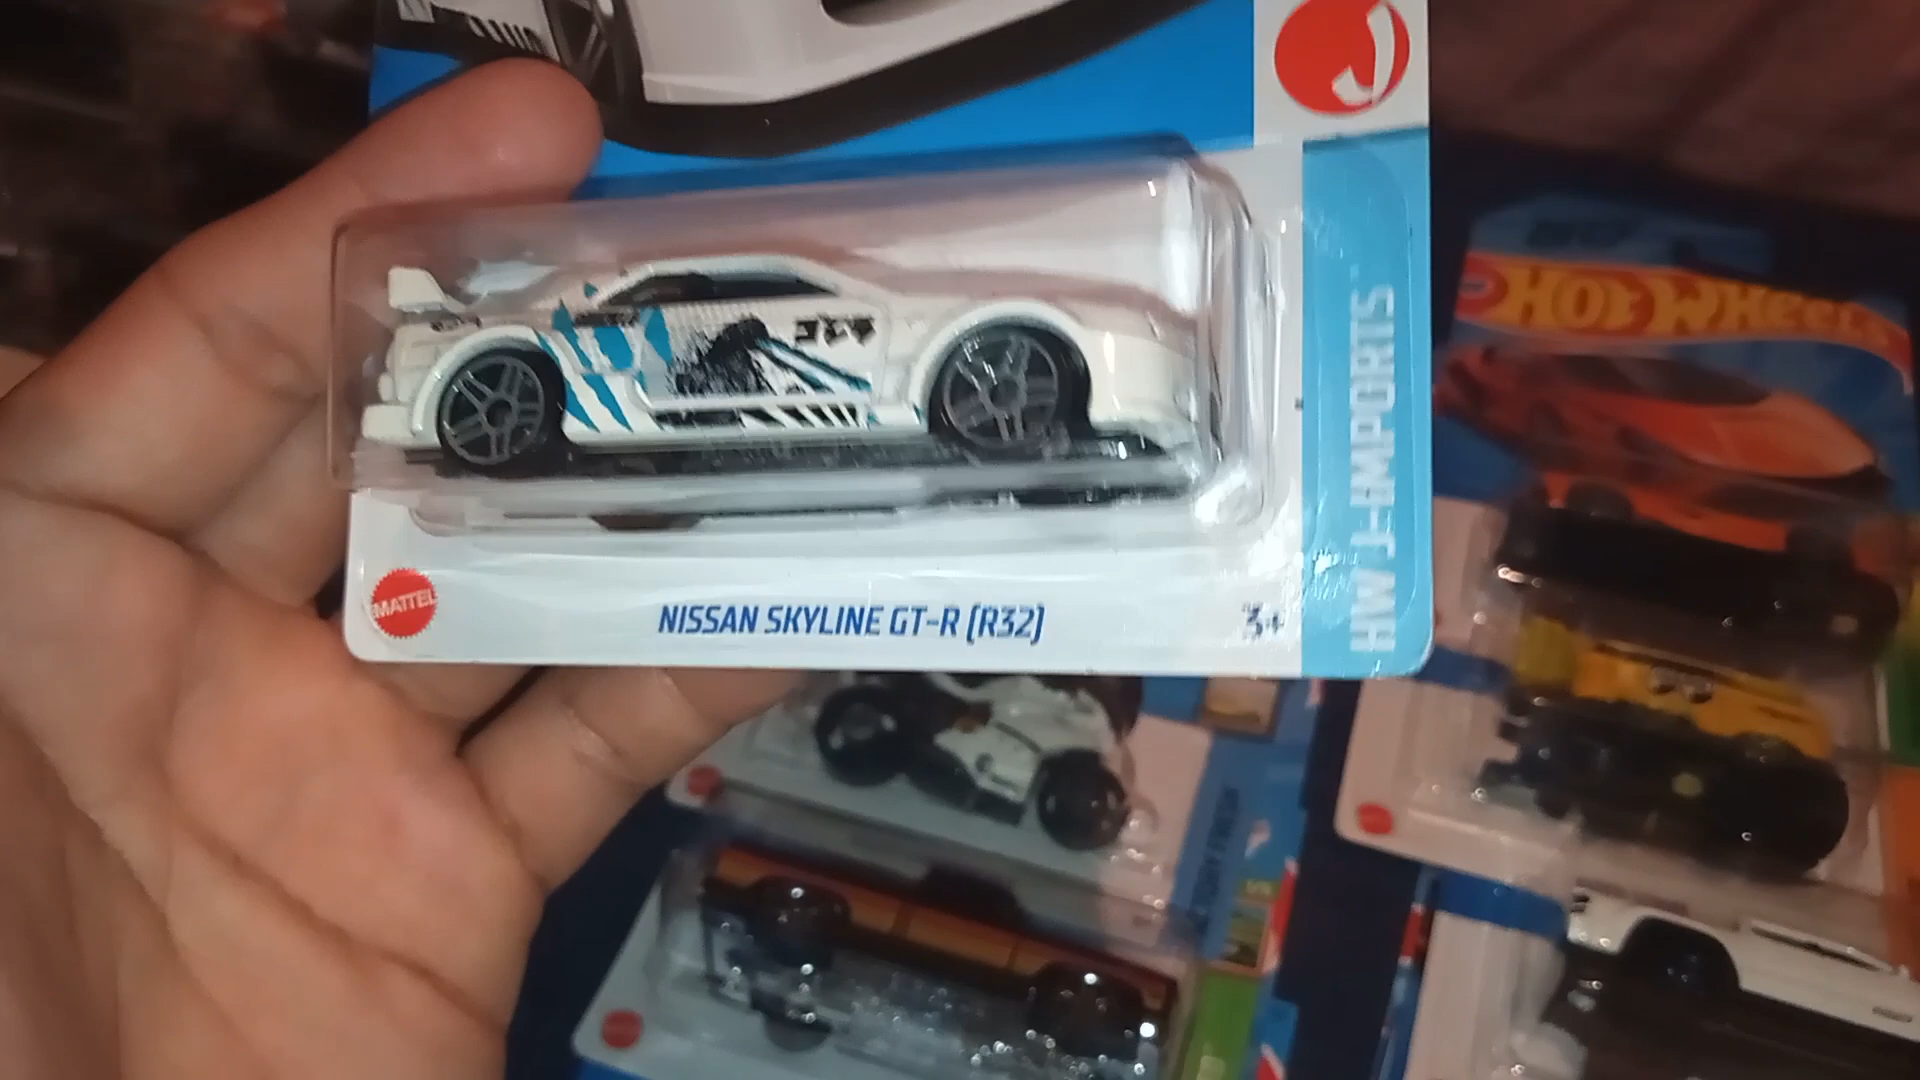 HW J-IMPORTS
MATTEL
NISSAN SKYLINE GT-R (R32)
3+
HOT WHEELS